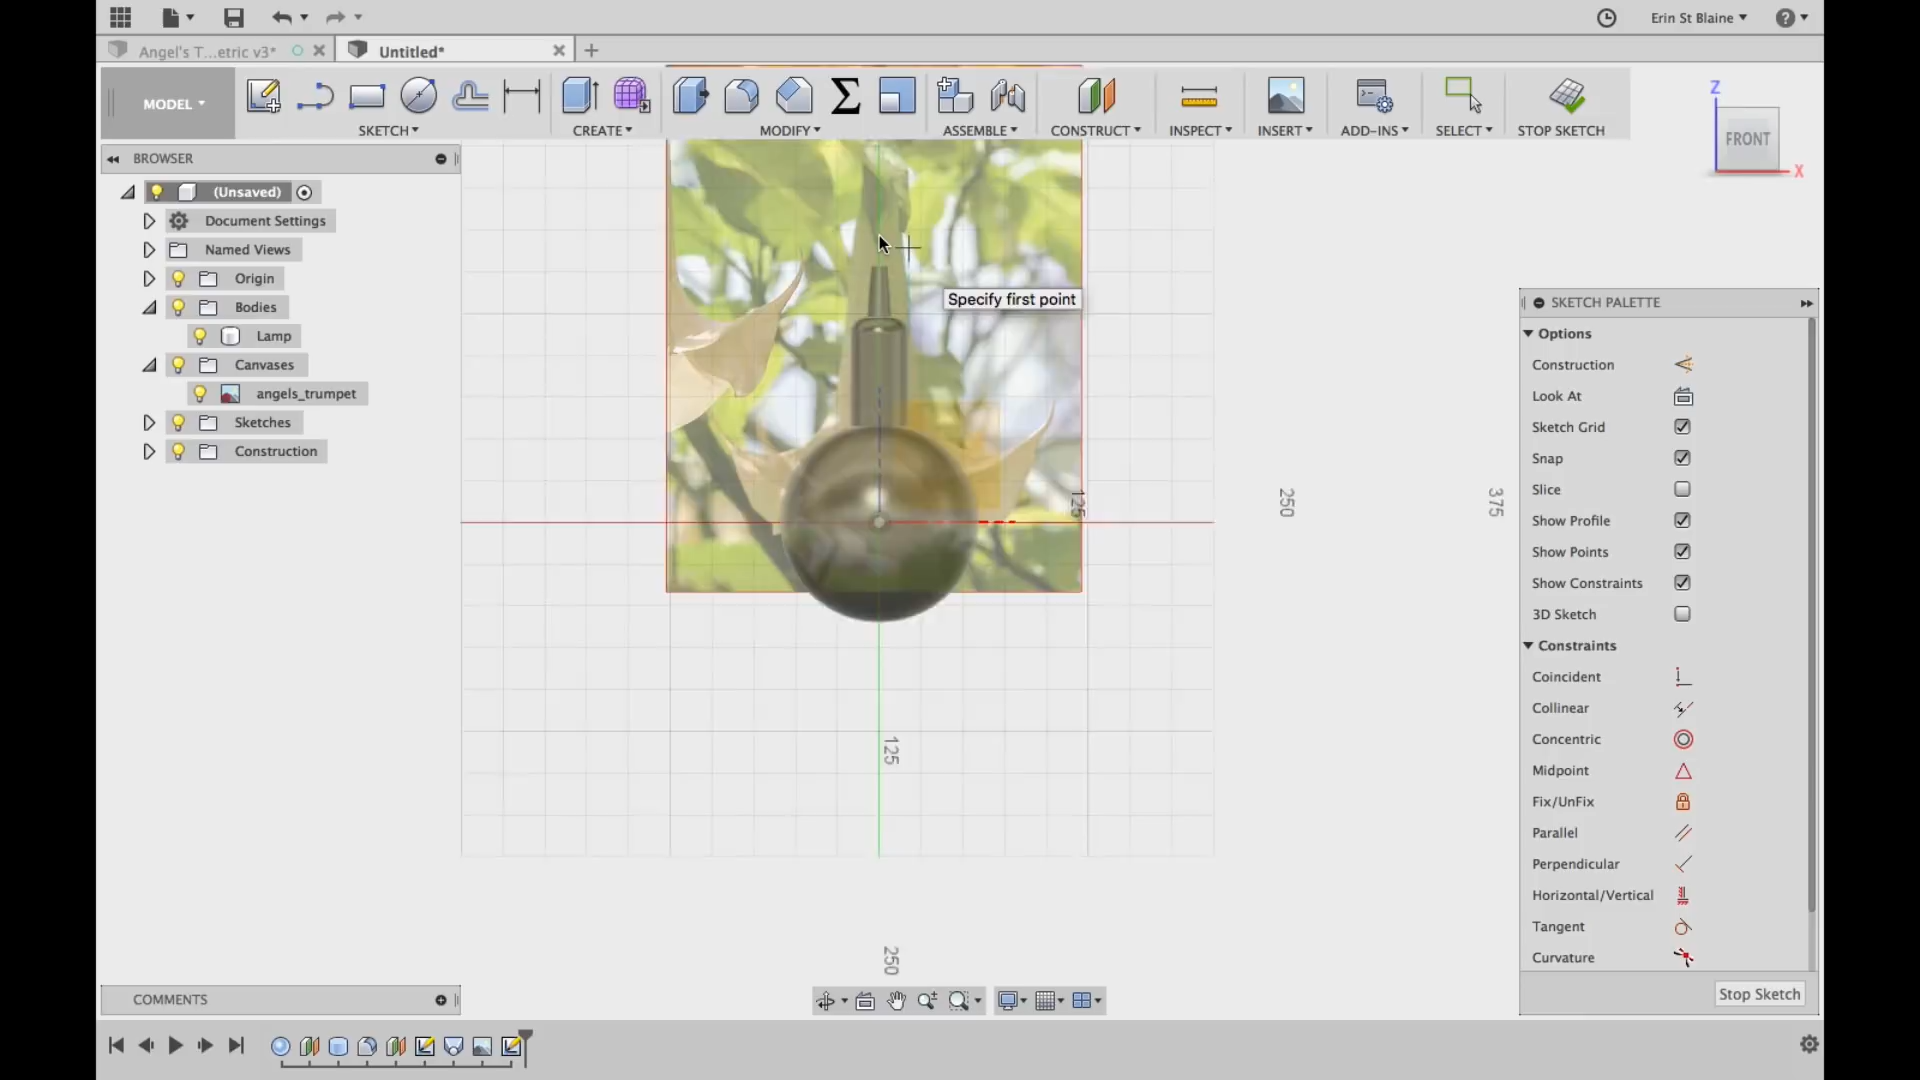 Erin St Blaine
?
Angel's T...etric v3*
Untitled*
MODEL
SKETCH
CREATE
MODIFY
ASSEMBLE
CONSTRUCT
INSPECT
INSERT
ADD-INS
SELECT
STOP SKETCH
Z
FRONT
X
BROWSER
(Unsaved)
Document Settings
Named Views
Origin
Bodies
Lamp
Canvases
angels_trumpet
Sketches
Construction
Specify first point
125
250
375
125
250
SKETCH PALETTE
Options
Construction
Look At
Sketch Grid
Snap
Slice
Show Profile
Show Points
Show Constraints
3D Sketch
Constraints
Coincident
Collinear
Concentric
Midpoint
Fix/UnFix
Parallel
Perpendicular
Horizontal/Vertical
Tangent
Curvature
Stop Sketch
COMMENTS